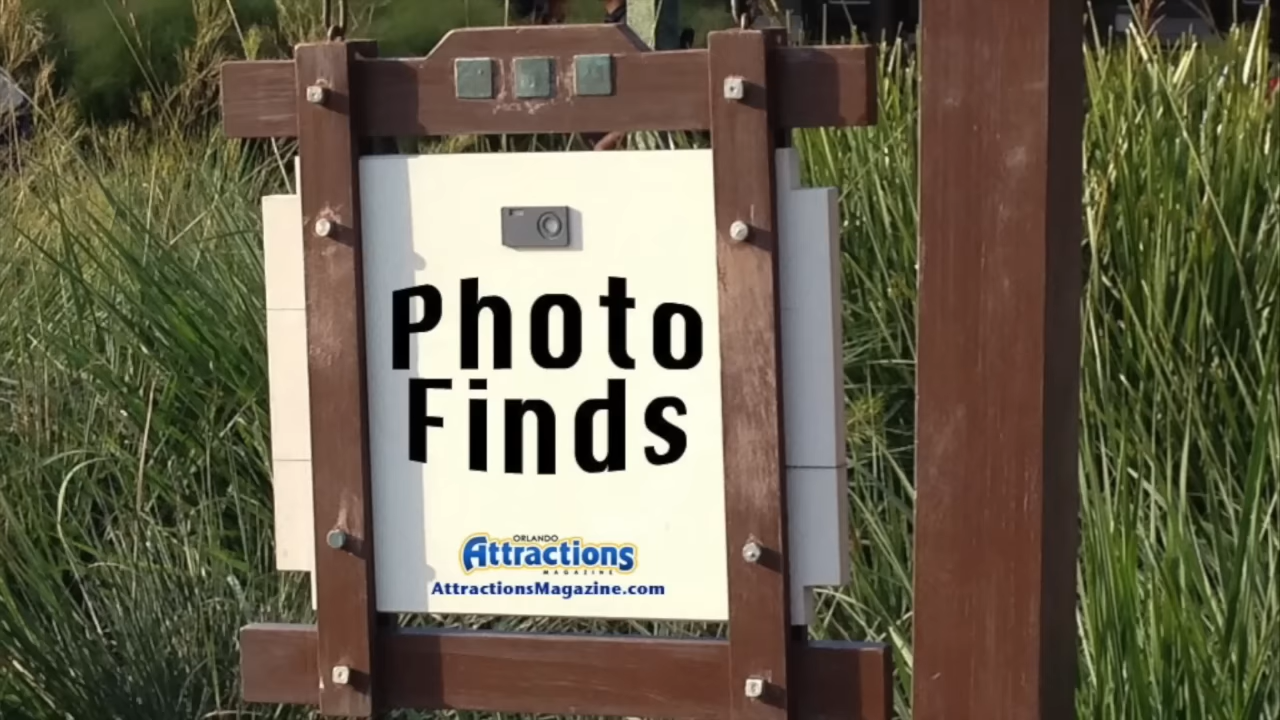 Photo
Finds
ORLANDO
Attractions
MAGAZINE
AttractionsMagazine.com